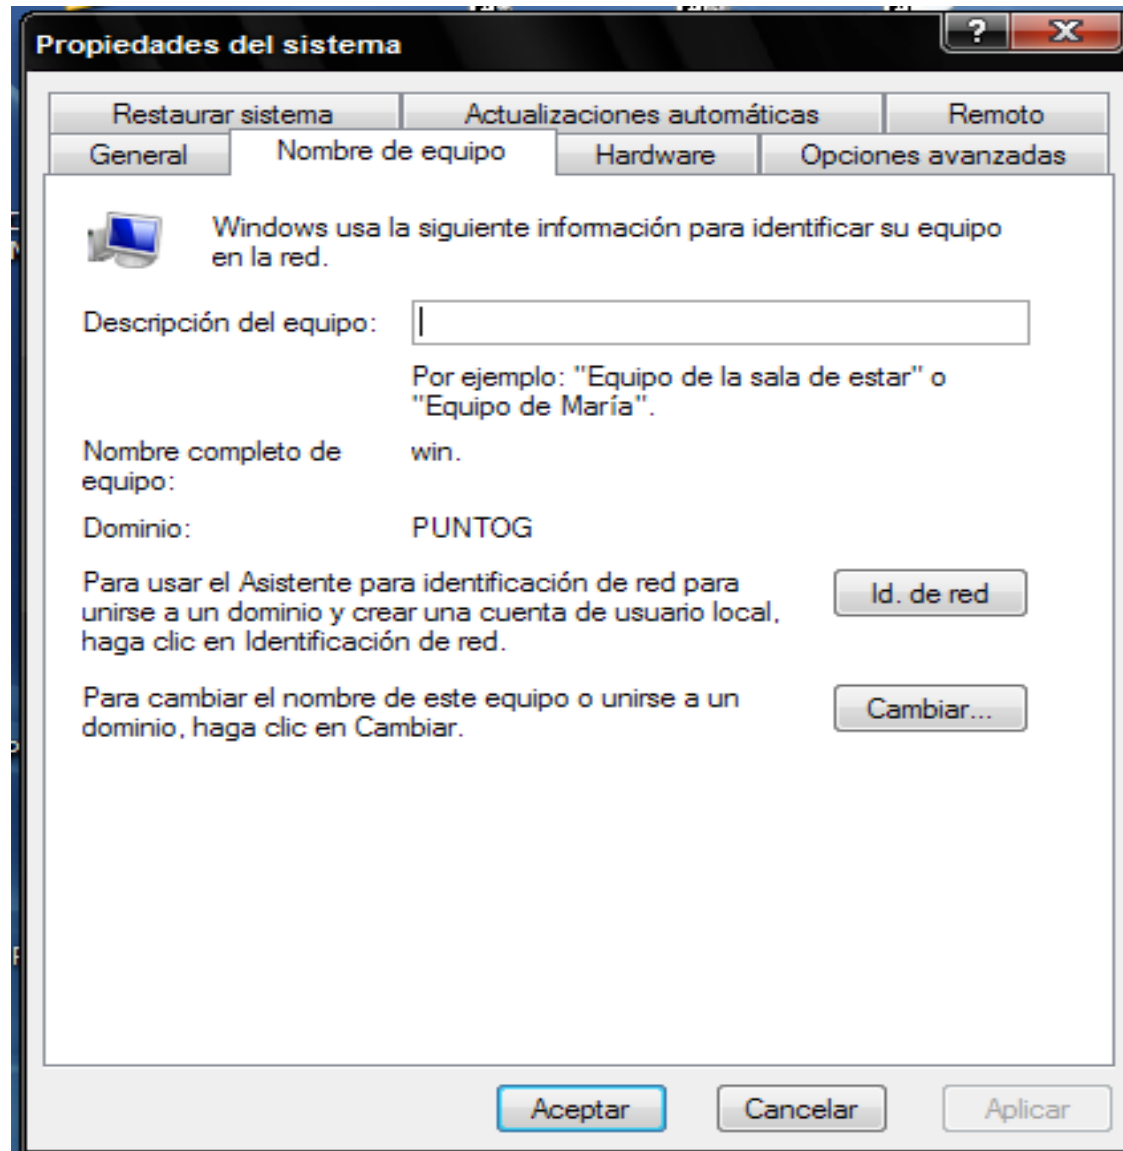 Propiedades del sistema
?
Restaurar sistema
Actualizaciones automáticas
Remoto
General
Nombre de equipo
Hardware
Opciones avanzadas
Windows usa la siguiente información para identificar su equipo
en la red.
Descripción del equipo:
Por ejemplo: "Equipo de la sala de estar" o
"Equipo de María".
Nombre completo de
equipo:
win.
Dominio:
PUNTOG
Para usar el Asistente para identificación de red para
unirse a un dominio y crear una cuenta de usuario local,
haga clic en Identificación de red.
Id. de red
Para cambiar el nombre de este equipo o unirse a un
dominio, haga clic en Cambiar.
Cambiar...
Aceptar
Cancelar
Aplicar